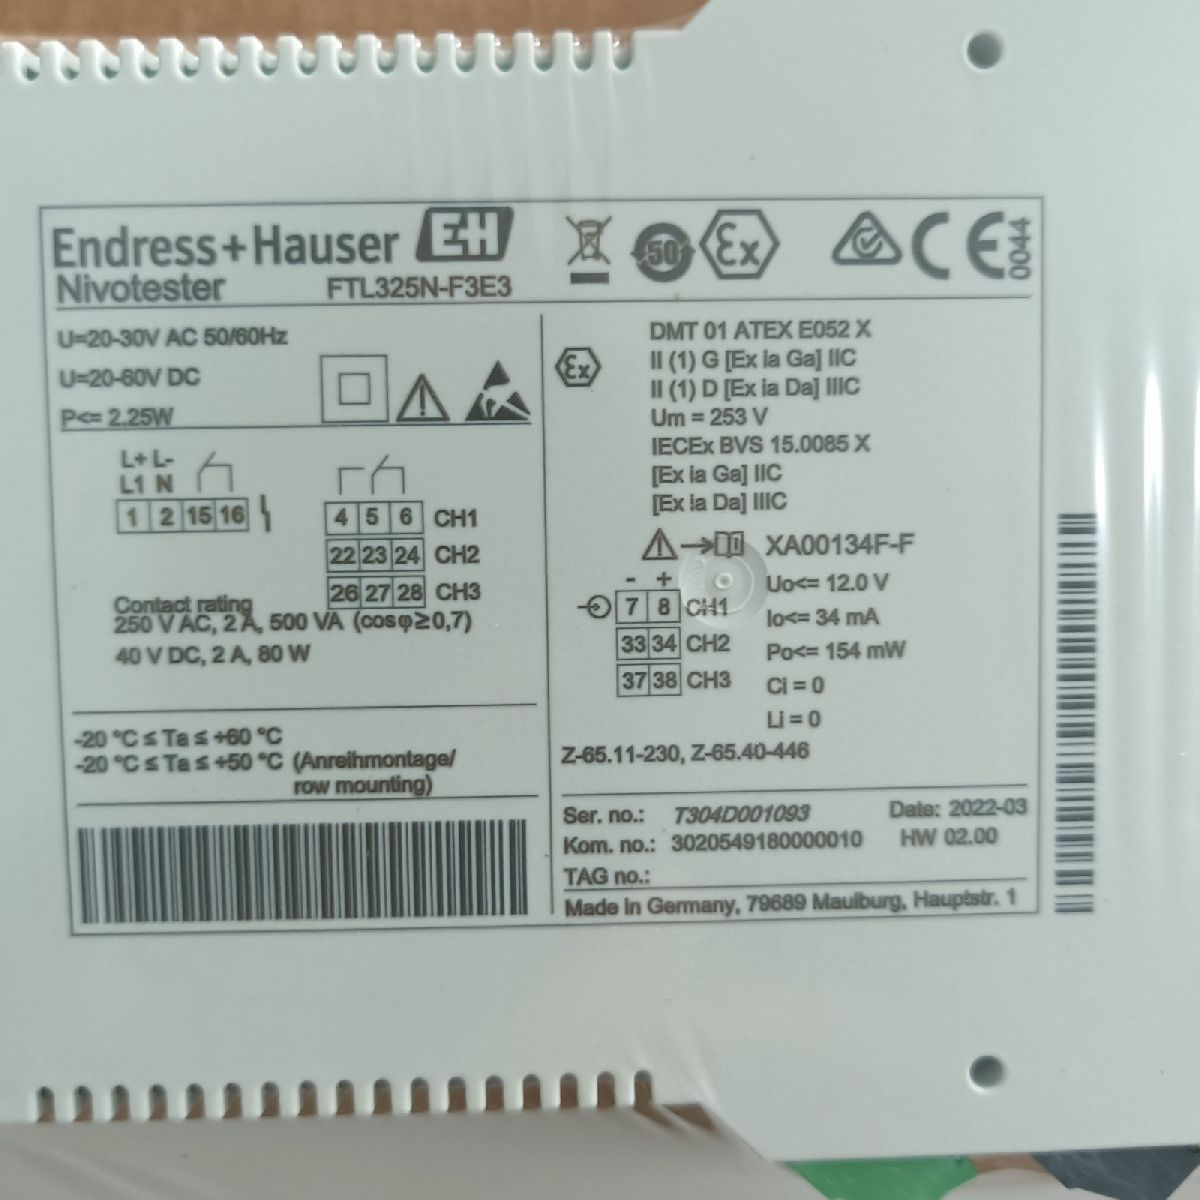 Endress+Hauser EH
Nivotester FTL325N-F3E3
50 Ex 0044
U=20-30V AC 50/60Hz
U=20-60V DC
P<= 2.25W
L+ L-
L1 N
1 2 15 16
4 5 6 CH1
22 23 24 CH2
26 27 28 CH3
Contact rating
250 V AC, 2 A, 500 VA (cosφ≥0,7)
40 V DC, 2 A, 80 W
-20 °C ≤ Ta ≤ +60 °C
-20 °C ≤ Ta ≤ +50 °C (Anreihmontage/
row mounting)
Ex
DMT 01 ATEX E052 X
II (1) G [Ex ia Ga] IIC
II (1) D [Ex ia Da] IIIC
Um = 253 V
IECEx BVS 15.0085 X
[Ex ia Ga] IIC
[Ex ia Da] IIIC
XA00134F-F
- +
7 8 CH1
33 34 CH2
37 38 CH3
Uo<= 12.0 V
Io<= 34 mA
Po<= 154 mW
Ci = 0
Li = 0
Z-65.11-230, Z-65.40-446
Ser. no.: T304D001093 Date: 2022-03
Kom. no.: 3020549180000010 HW 02.00
TAG no.:
Made in Germany, 79689 Maulburg, Hauptstr. 1